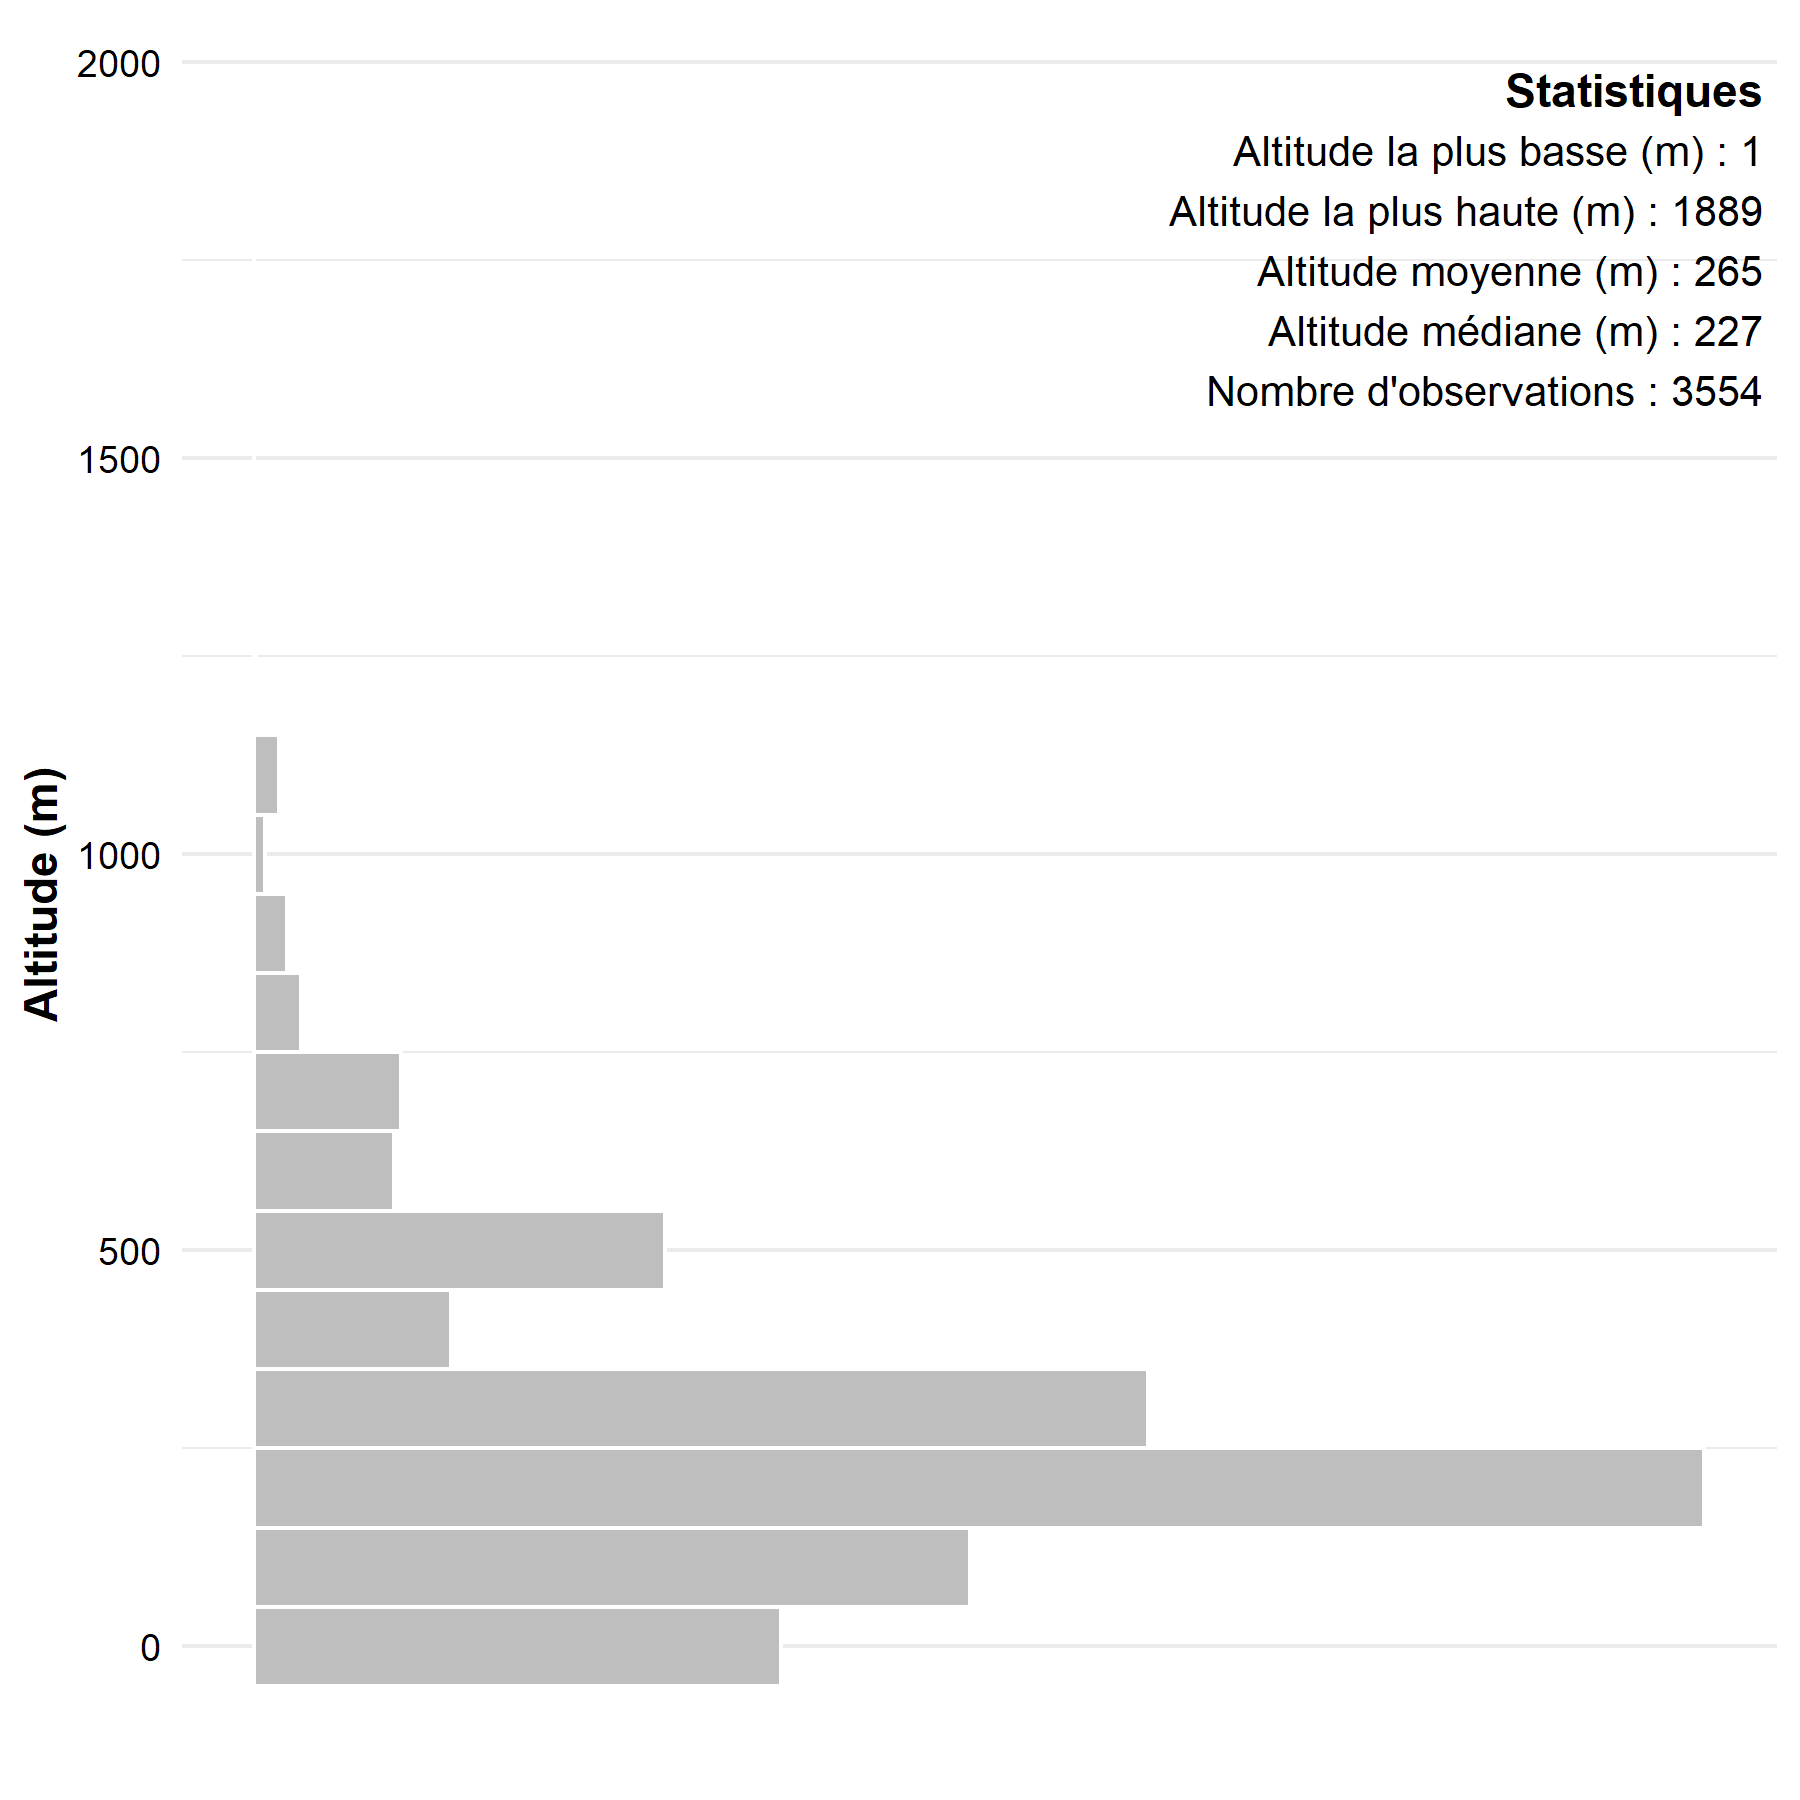 2000
Statistiques
Altitude la plus basse (m) : 1
Altitude la plus haute (m) : 1889
Altitude moyenne (m) : 265
Altitude médiane (m) : 227
Nombre d'observations : 3554
1500
1000
500
0
Altitude (m)